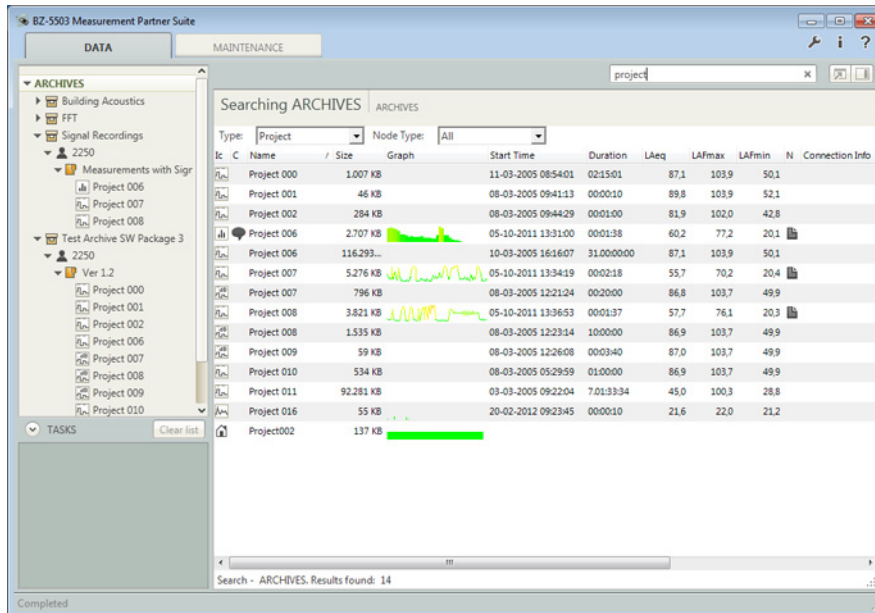 BZ-5503 Measurement Partner Suite
DATA
MAINTENANCE
i ?
project
ARCHIVES
Building Acoustics
FFT
Signal Recordings
2250
Measurements with Sigr
Project 006
Project 007
Project 008
Test Archive SW Package 3
2250
Ver 1.2
Project 000
Project 001
Project 002
Project 006
Project 007
Project 008
Project 009
Project 010
TASKS Clear list
Searching ARCHIVES ARCHIVES
Type: Project Node Type: All
Ic C Name / Size Graph Start Time Duration LAeq LAFmax LAFmin N Connection Info
Project 000 1.007 KB 11-03-2005 08:54:01 02:15:01 87,1 103,9 50,1
Project 001 46 KB 08-03-2005 09:41:13 00:00:10 89,8 103,9 52,1
Project 002 284 KB 08-03-2005 09:44:29 00:01:00 81,9 102,0 42,8
Project 006 2.707 KB 05-10-2011 13:31:00 00:01:38 60,2 77,2 20,1
Project 006 116.293... 10-03-2005 16:16:07 31.00:00:00 87,1 103,9 50,1
Project 007 5.276 KB 05-10-2011 13:34:19 00:02:18 55,7 70,2 20,4
Project 007 796 KB 08-03-2005 12:21:24 00:20:00 86,8 103,7 49,9
Project 008 3.821 KB 05-10-2011 13:36:53 00:01:37 57,7 76,1 20,3
Project 008 1.535 KB 08-03-2005 12:23:14 10:00:00 86,9 103,7 49,9
Project 009 59 KB 08-03-2005 12:26:08 00:03:40 87,0 103,7 49,9
Project 010 534 KB 08-03-2005 05:29:59 01:00:00 86,9 103,7 49,9
Project 011 92.281 KB 03-03-2005 09:22:04 7.01:33:34 45,0 100,3 28,8
Project 016 55 KB 20-02-2012 09:23:45 00:00:10 21,6 22,0 21,2
Project002 137 KB
Search - ARCHIVES. Results found: 14
Completed